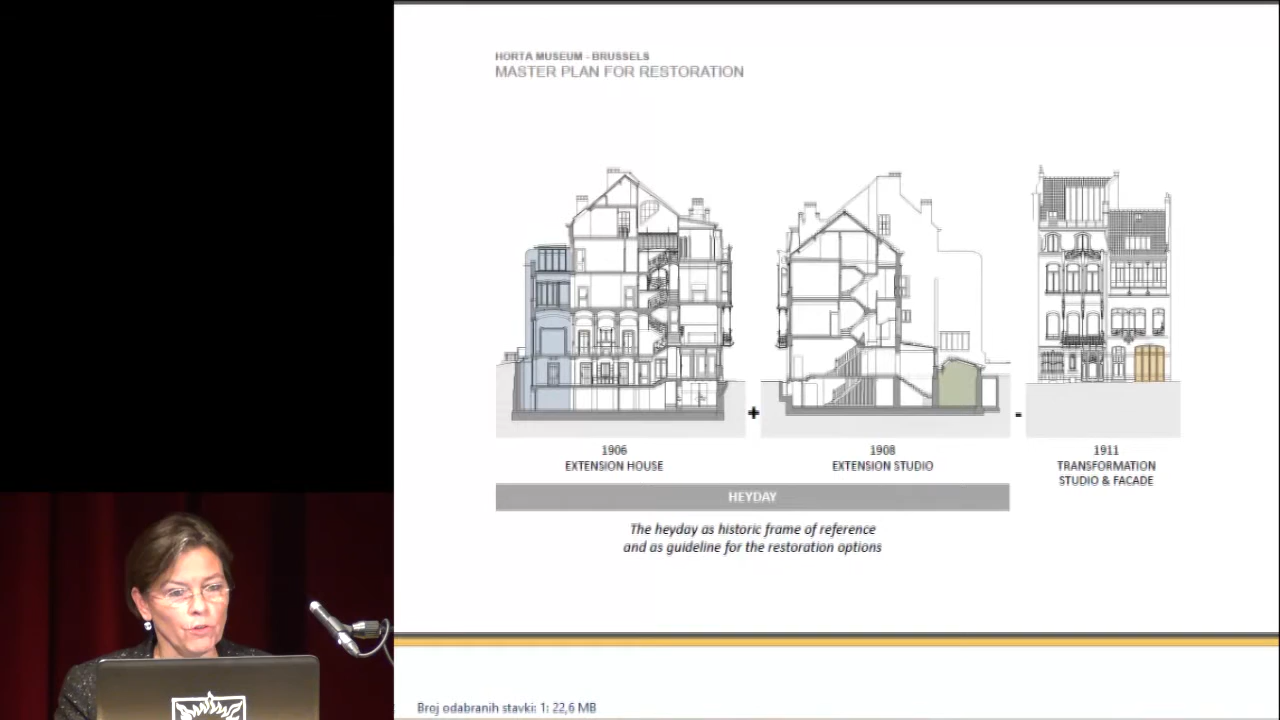 HORTA MUSEUM - BRUSSELS
MASTER PLAN FOR RESTORATION
+
-
1906
EXTENSION HOUSE
1908
EXTENSION STUDIO
1911
TRANSFORMATION
STUDIO & FACADE
HEYDAY
The heyday as historic frame of reference
and as guideline for the restoration options
Broj odabranih stavki: 1: 22,6 MB